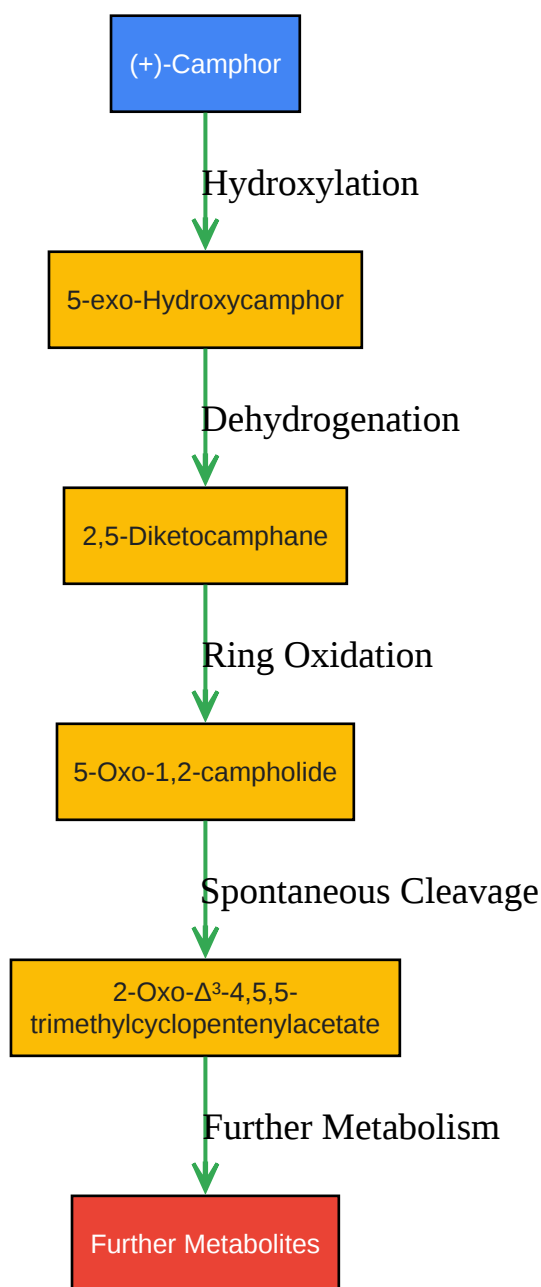 (+)-Camphor
Hydroxylation
5-exo-Hydroxycamphor
Dehydrogenation
2,5-Diketocamphane
Ring Oxidation
5-Oxo-1,2-campholide
Spontaneous Cleavage
2-Oxo-Δ³-4,5,5-
trimethylcyclopentenylacetate
Further Metabolism
Further Metabolites